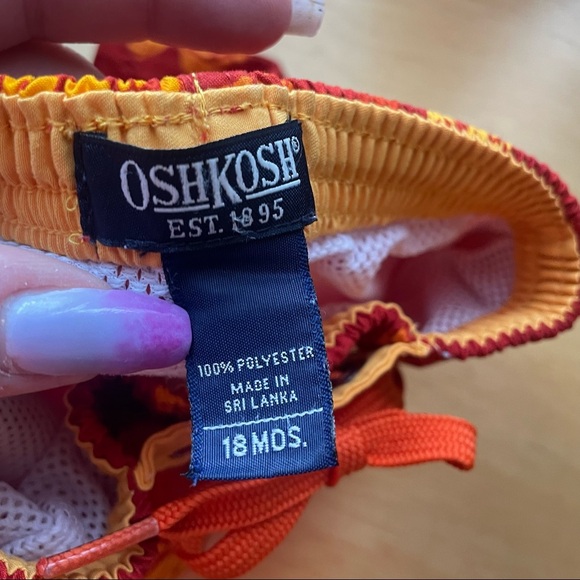 OSHKOSH®
EST. 1895
100% POLYESTER
MADE IN
SRI LANKA
18 MOS.